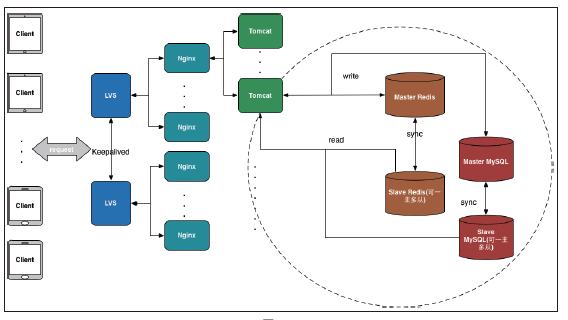 Client
Client
Client
Client
request
LVS
Keepalived
LVS
Nginx
Nginx
Nginx
Nginx
Tomcat
Tomcat
write
read
Master Redis
sync
Slave Redis(可一
主多从)
Master MySQL
sync
Slave
MySQL(可一主
多从)